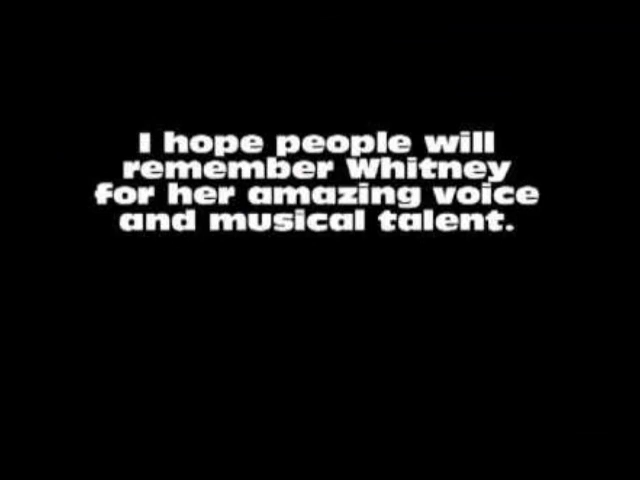 I hope people will
remember Whitney
for her amazing voice
and musical talent.